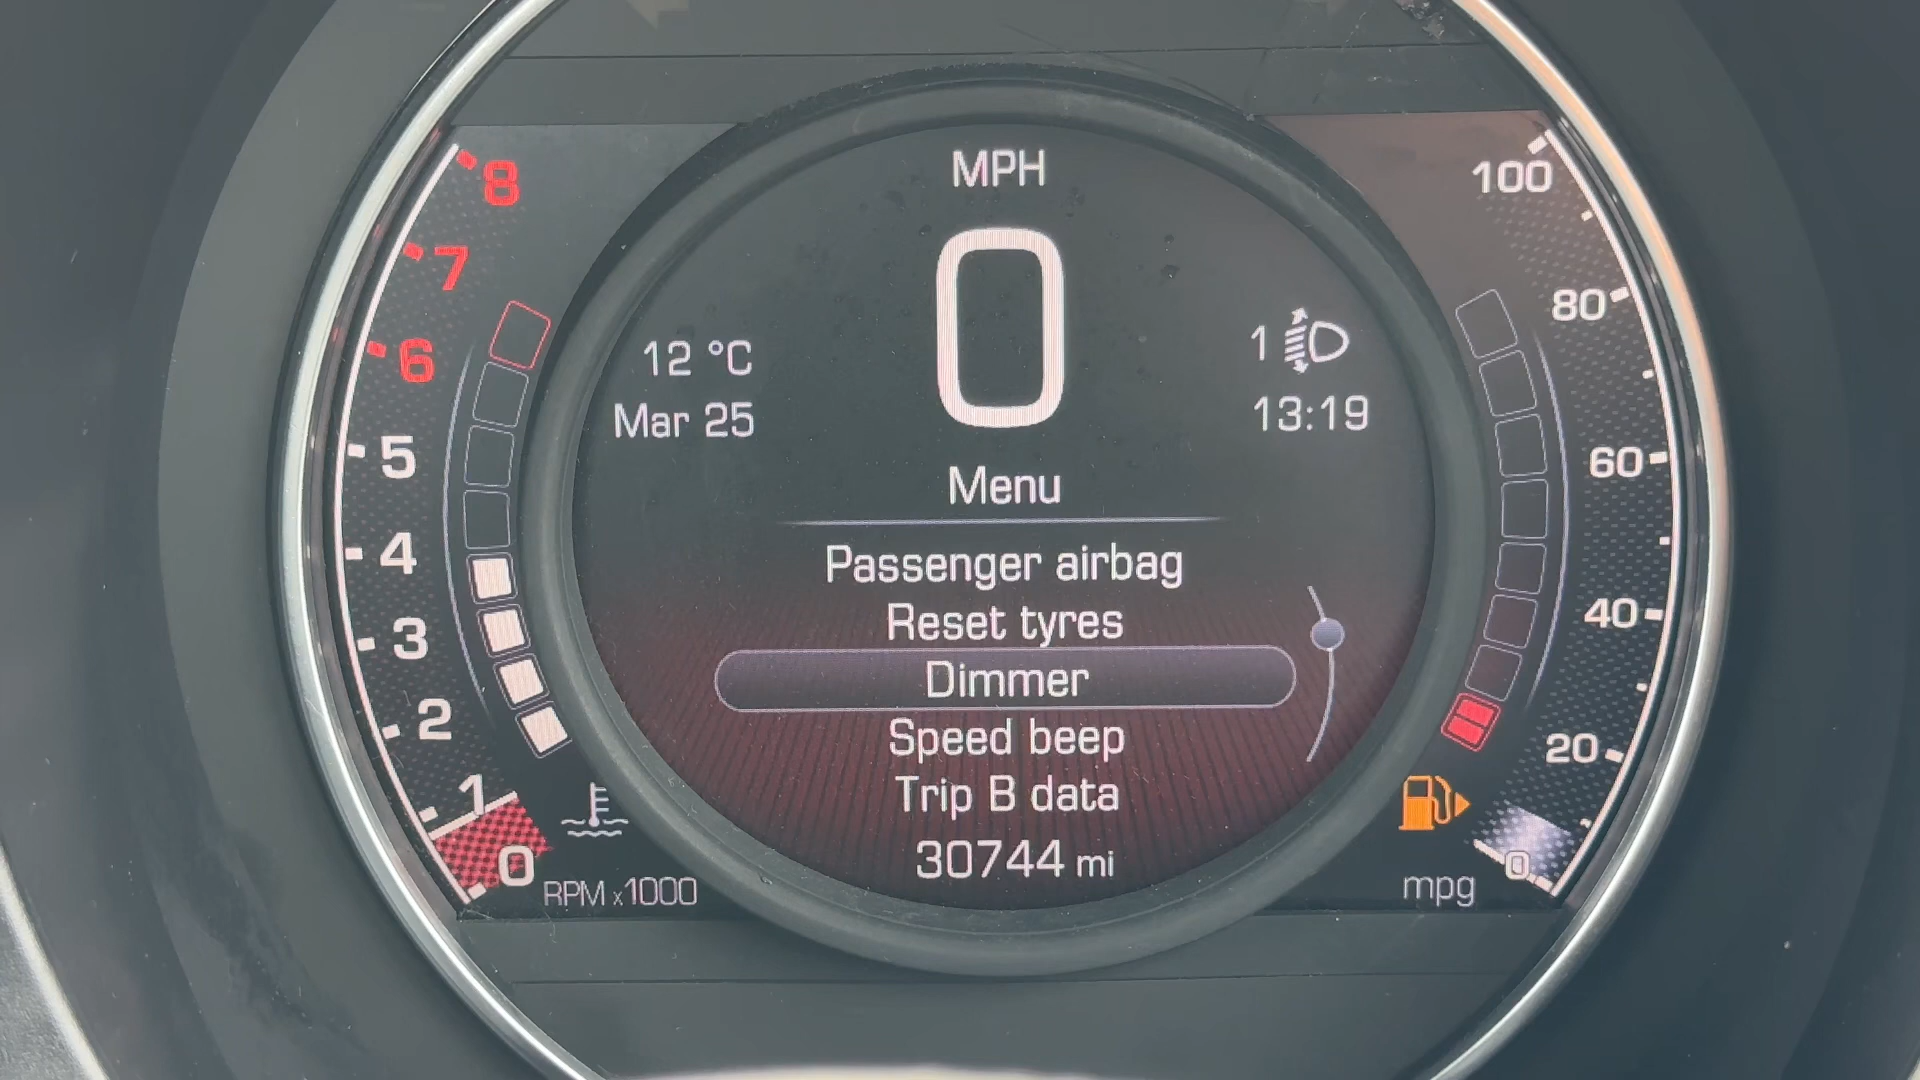 MPH
0
12 °C
Mar 25
1
13:19
Menu
Passenger airbag
Reset tyres
Dimmer
Speed beep
Trip B data
30744 mi
8
7
6
5
4
3
2
1
0
RPM x1000
100
80
60
40
20
0
mpg